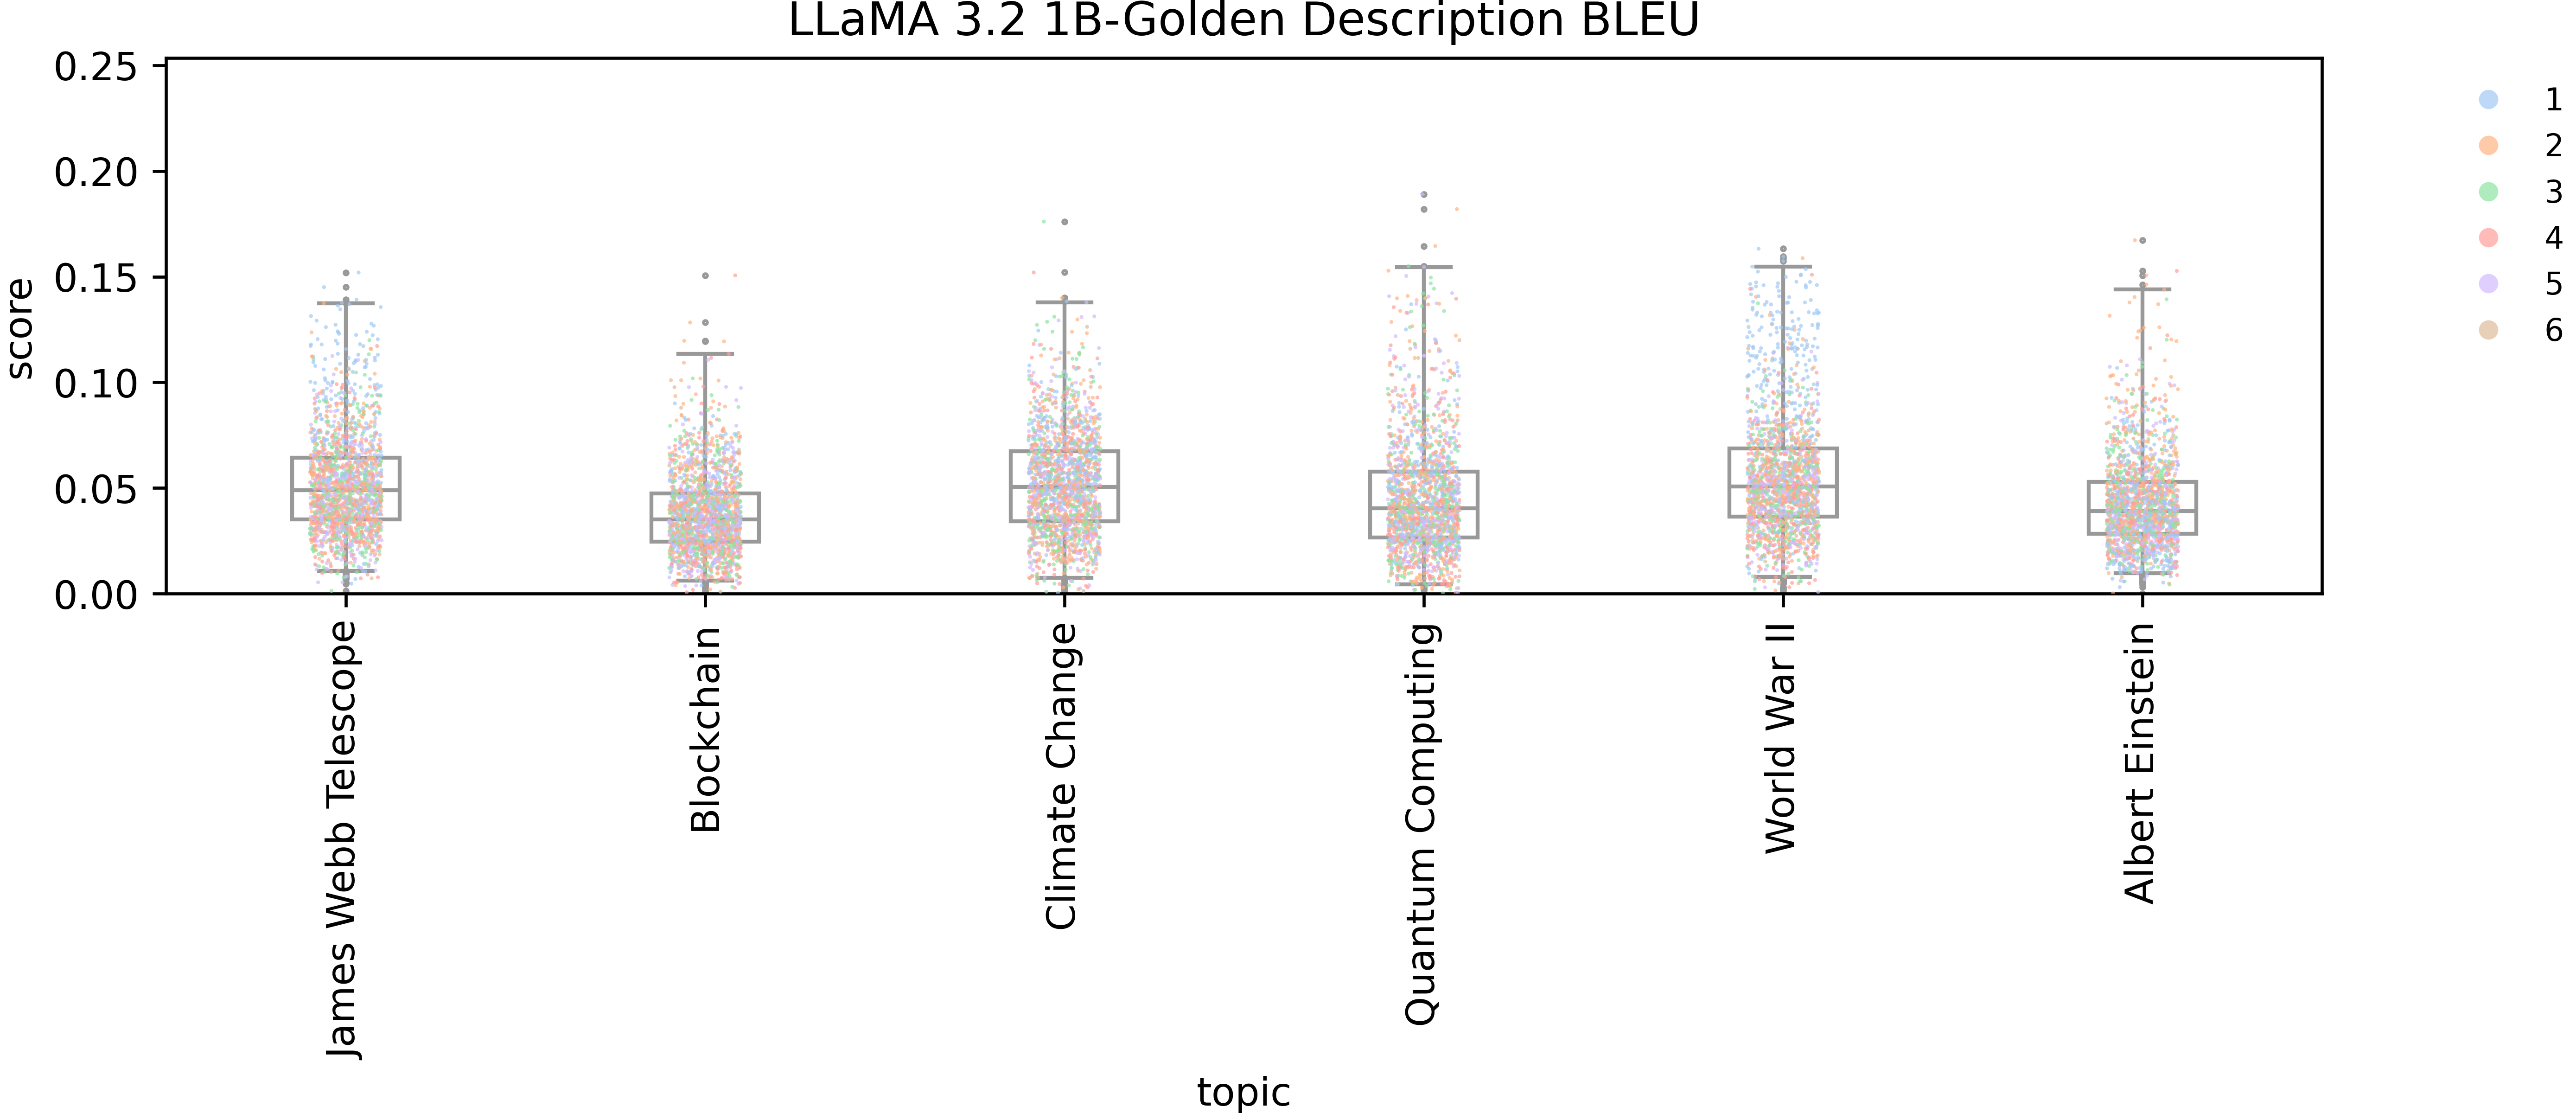 LLaMA 3.2 1B-Golden Description BLEU
score
0.25
0.20
0.15
0.10
0.05
0.00
1
2
3
4
5
6
James Webb Telescope
Blockchain
Climate Change
Quantum Computing
World War II
Albert Einstein
topic